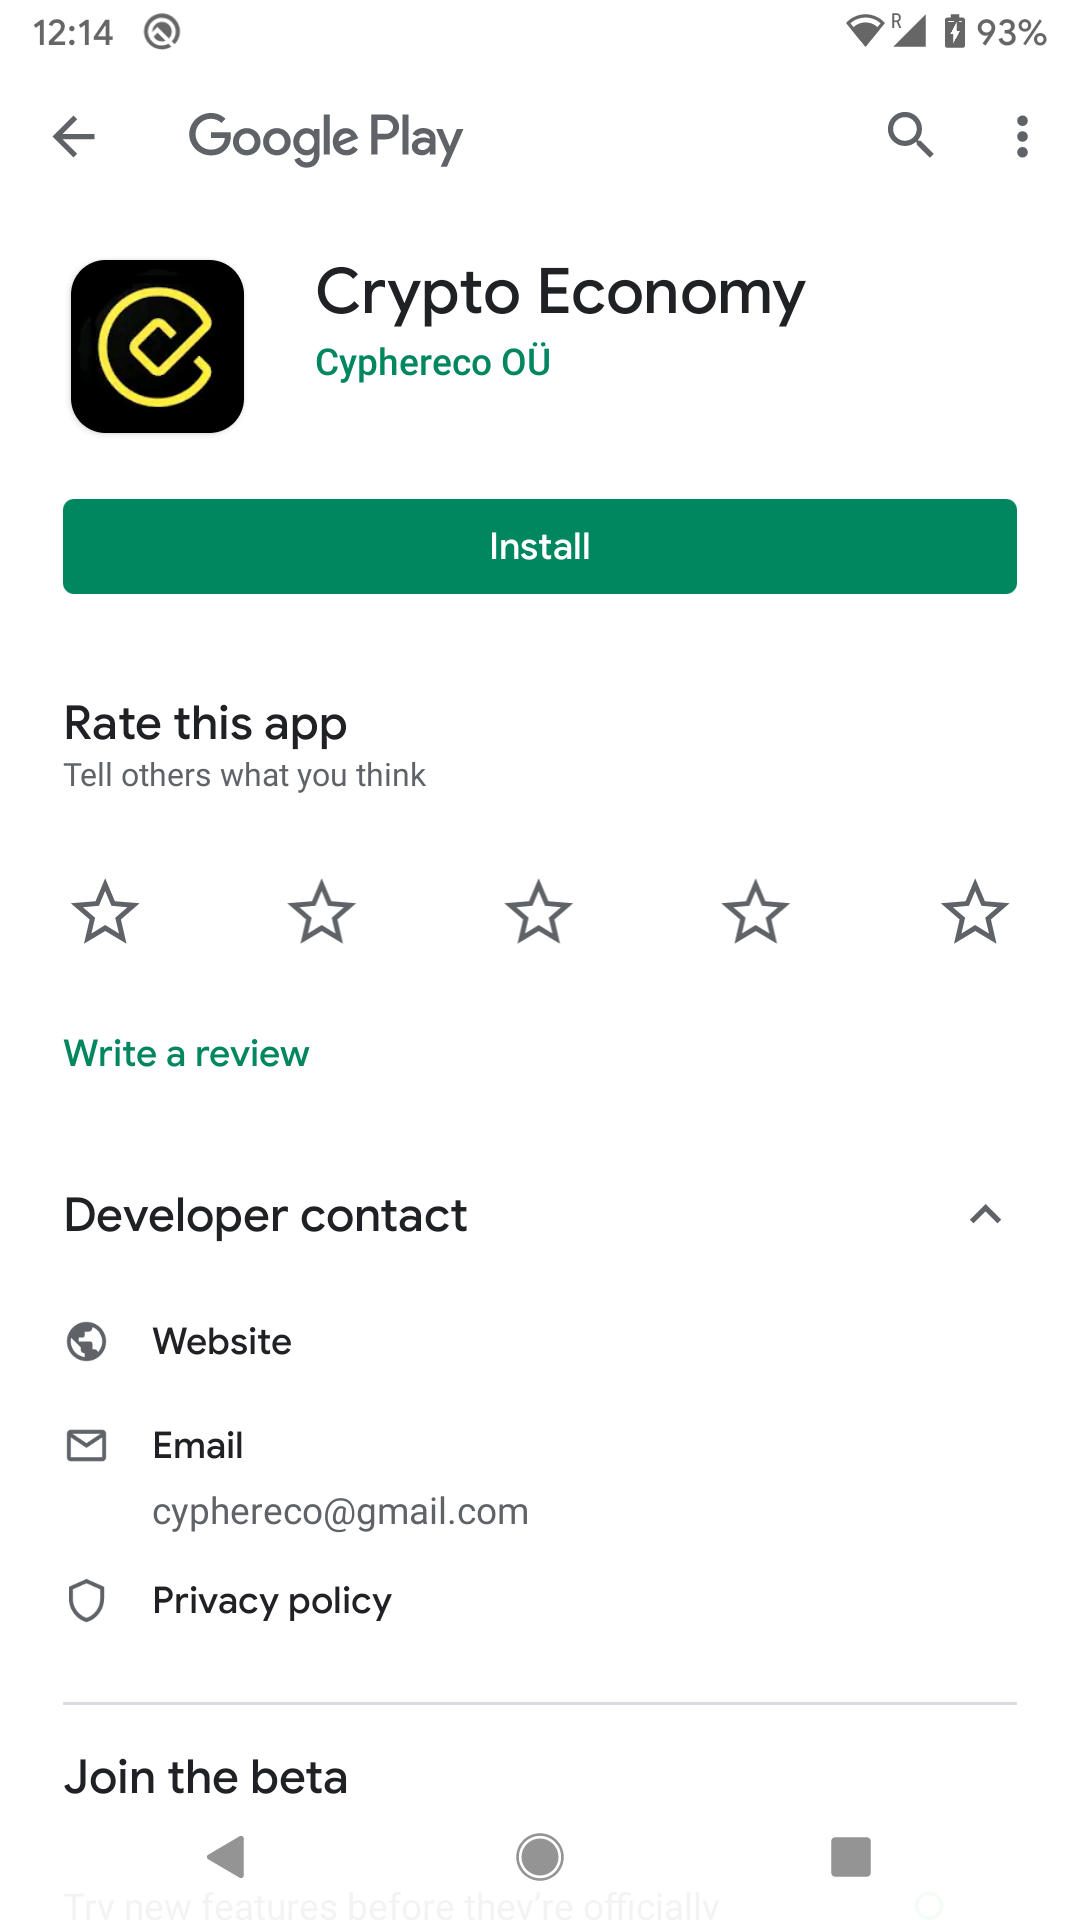 12:14
R
93%
Google Play
Crypto Economy
Cyphereco OÜ
Install
Rate this app
Tell others what you think
Write a review
Developer contact
Website
Email
cyphereco@gmail.com
Privacy policy
Join the beta
Try new features before they're officially